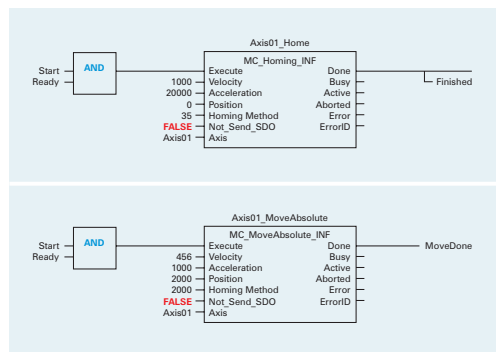 Axis01_Home
MC_Homing_INF
Start AND Execute Done
Ready 1000 Velocity Busy Finished
20000 Acceleration Active
0 Position Aborted
35 Homing Method Error
FALSE Not_Send_SDO ErrorID
Axis01 Axis
Axis01_MoveAbsolute
MC_MoveAbsolute_INF
Start AND Execute Done MoveDone
Ready 456 Velocity Busy
1000 Acceleration Active
2000 Position Aborted
2000 Homing Method Error
FALSE Not_Send_SDO ErrorID
Axis01 Axis